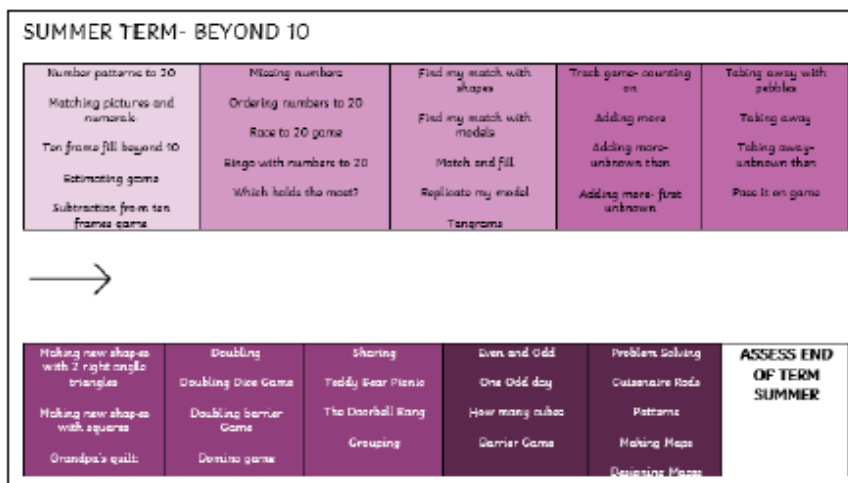 SUMMER TERM- BEYOND 10
Number patterns to 20
Matching pictures and
numerals
Ten frame fill beyond 10
Estimating game
Subtraction from ten
frames game
Missing numbers
Ordering numbers to 20
Race to 20 game
Bingo with numbers to 20
Which holds the most?
Find my match with
shapes
Find my match with
models
Match and fill
Replicate my model
Tangrams
Track game- counting
on
Adding more
Adding more-
unknown then
Adding more- first
unknown
Taking away with
pebbles
Taking away
Taking away-
unknown then
Pass it on game
Making new shapes
with 2 right angle
triangles
Making new shapes
with squares
Grandpa's quilt
Doubling
Doubling Dice Game
Doubling barrier
Game
Domino game
Sharing
Teddy Bear Picnic
The Doorbell Rang
Grouping
Even and Odd
One Odd day
How many cubes
Barrier Game
Problem Solving
Cuisenaire Rods
Patterns
Making Maps
Designing Mazes
ASSESS END
OF TERM
SUMMER